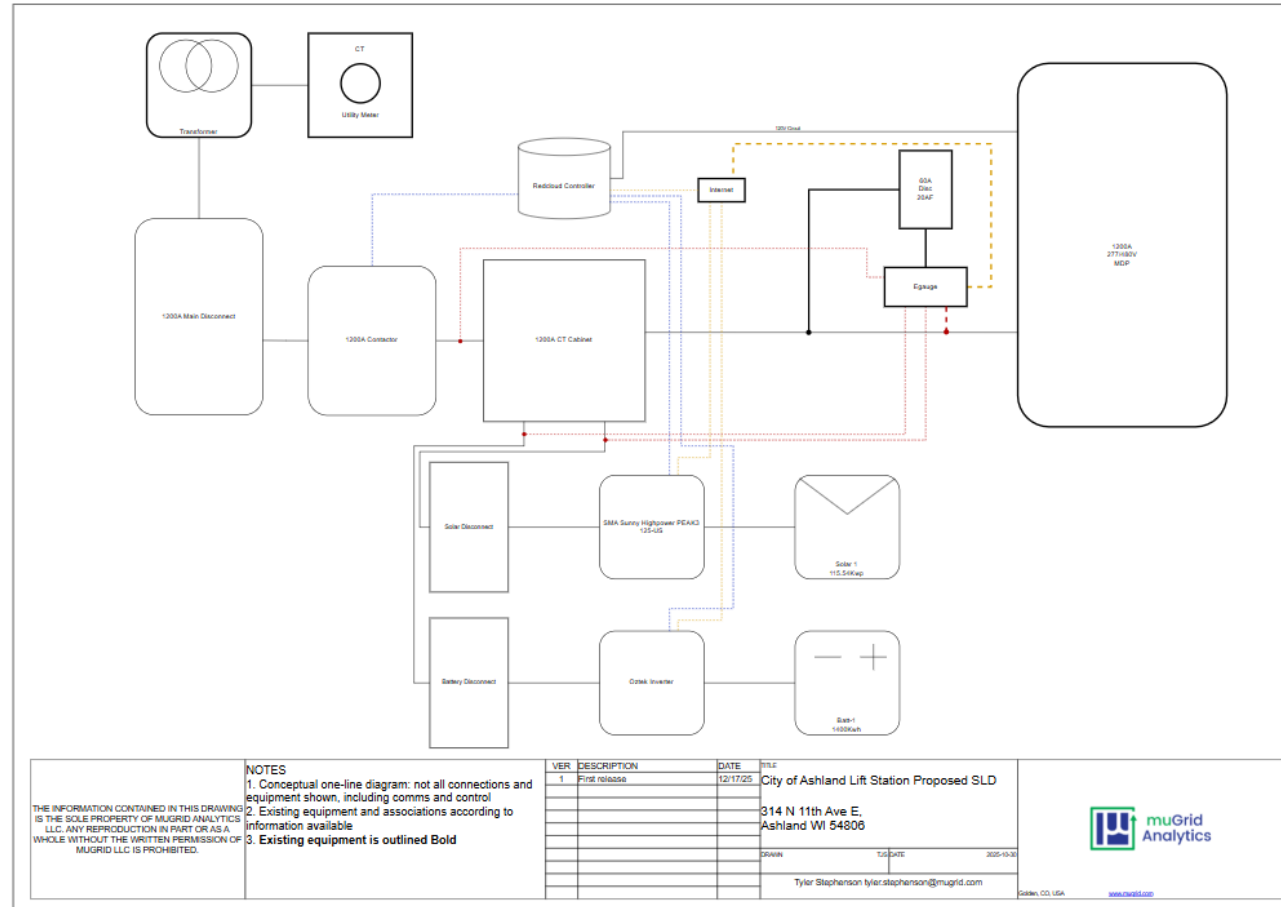 CT
Utility Meter
Transformer
120V Circuit
Redcloud Controller
Internet
60A
Disc
20AF
Egauge
1200A
277/480V
MDP
1200A Main Disconnect
1200A Contactor
1200A CT Cabinet
Solar Disconnect
SMA Sunny Highpower PEAK3
125-US
Solar 1
115.54Kwp
Battery Disconnect
Oztek Inverter
Batt-1
1400Kwh
THE INFORMATION CONTAINED IN THIS DRAWING
IS THE SOLE PROPERTY OF MUGRID ANALYTICS
LLC. ANY REPRODUCTION IN PART OR AS A
WHOLE WITHOUT THE WRITTEN PERMISSION OF
MUGRID LLC IS PROHIBITED.
NOTES
1. Conceptual one-line diagram: not all connections and
equipment shown, including comms and control
2. Existing equipment and associations according to
information available
3. Existing equipment is outlined Bold
VER DESCRIPTION DATE
1 First release 12/17/25
TITLE
City of Ashland Lift Station Proposed SLD
314 N 11th Ave E,
Ashland WI 54806
DRAWN TJS DATE 2025-10-30
Tyler Stephenson tyler.stephenson@mugrid.com
muGrid
Analytics
Golden, CO, USA www.mugrid.com